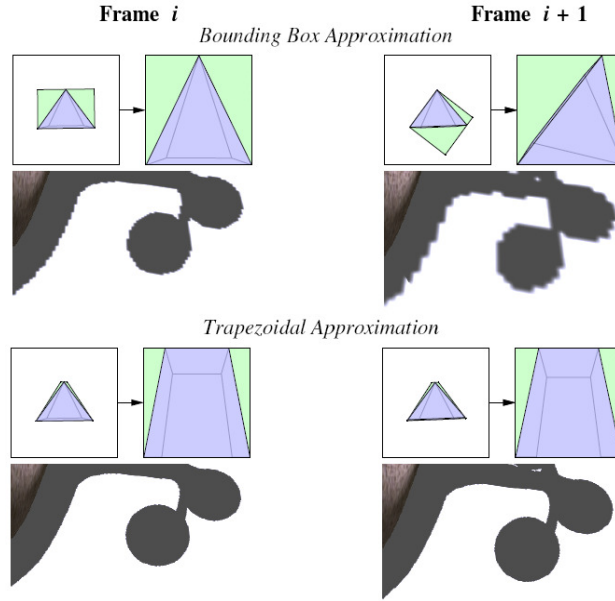 Frame i
Frame i + 1
Bounding Box Approximation
Trapezoidal Approximation